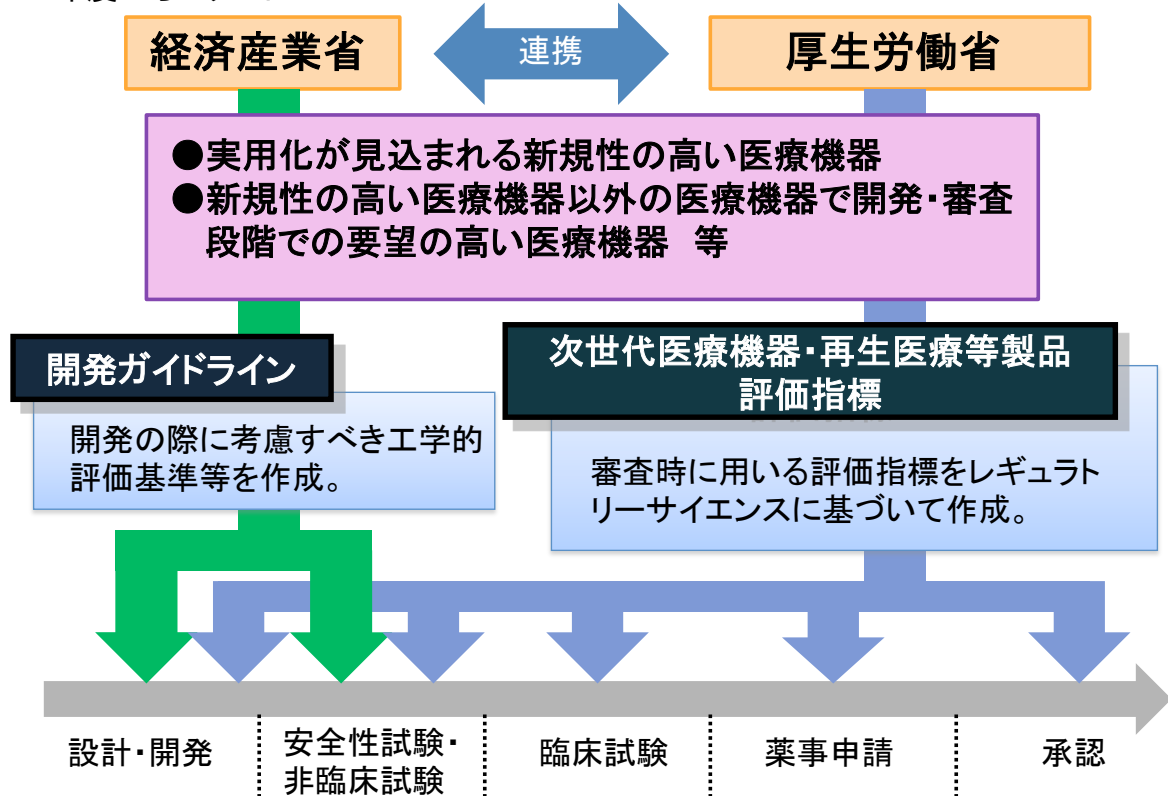 経済産業省
連携
厚生労働省
●実用化が見込まれる新規性の高い医療機器
●新規性の高い医療機器以外の医療機器で開発・審査
段階での要望の高い医療機器　等
開発ガイドライン
開発の際に考慮すべき工学的
評価基準等を作成。
次世代医療機器・再生医療等製品
評価指標
審査時に用いる評価指標をレギュラト
リーサイエンスに基づいて作成。
設計・開発
安全性試験・
非臨床試験
臨床試験
薬事申請
承認